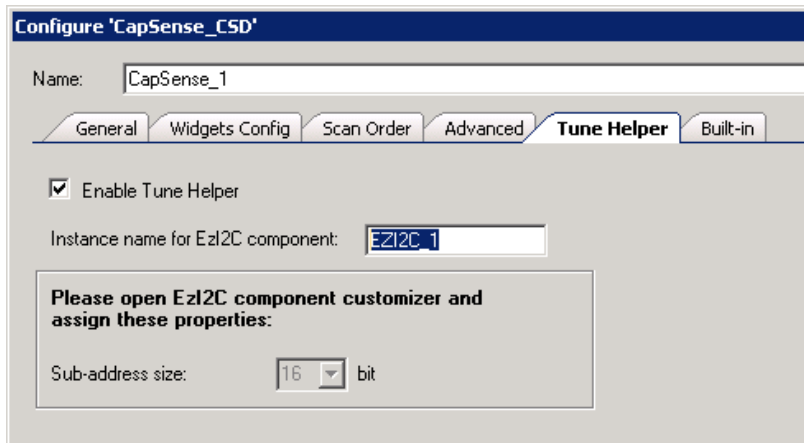 Configure 'CapSense_CSD'
Name: CapSense_1
General Widgets Config Scan Order Advanced Tune Helper Built-in
Enable Tune Helper
Instance name for EzI2C component: EZI2C_1
Please open EzI2C component customizer and
assign these properties:
Sub-address size: 16 bit